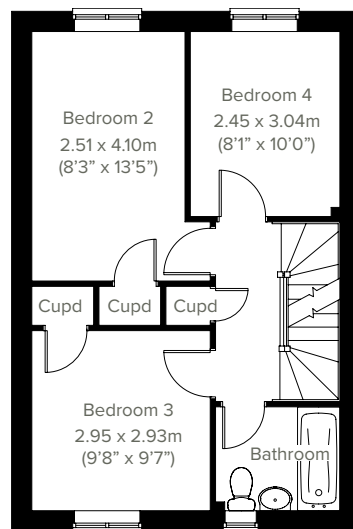 Bedroom 2
2.51 x 4.10m
(8'3" x 13'5")
Bedroom 4
2.45 x 3.04m
(8'1" x 10'0")
Cupd
Cupd
Cupd
Bedroom 3
2.95 x 2.93m
(9'8" x 9'7")
Bathroom